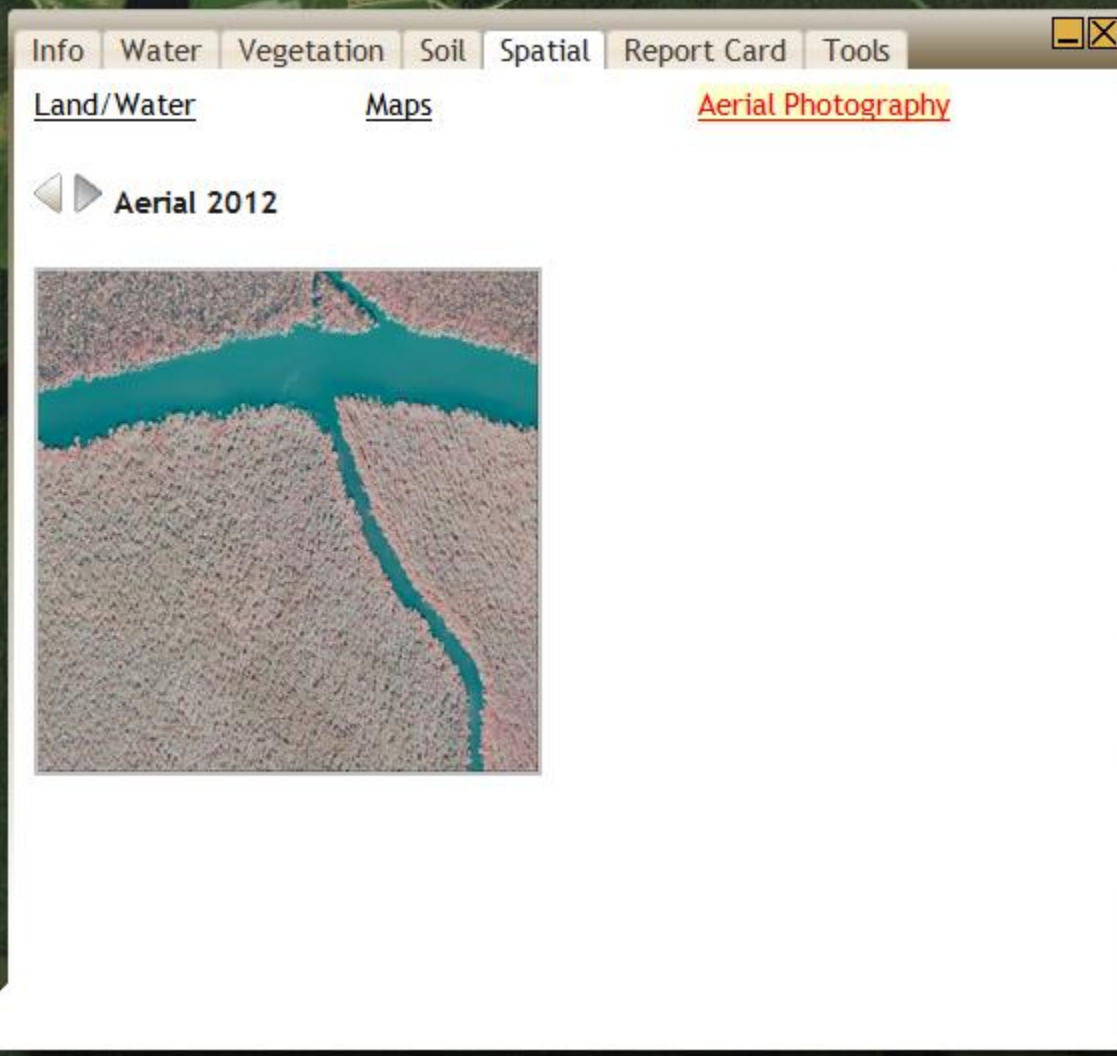 Info Water Vegetation Soil Spatial Report Card Tools
Land/Water Maps Aerial Photography
Aerial 2012